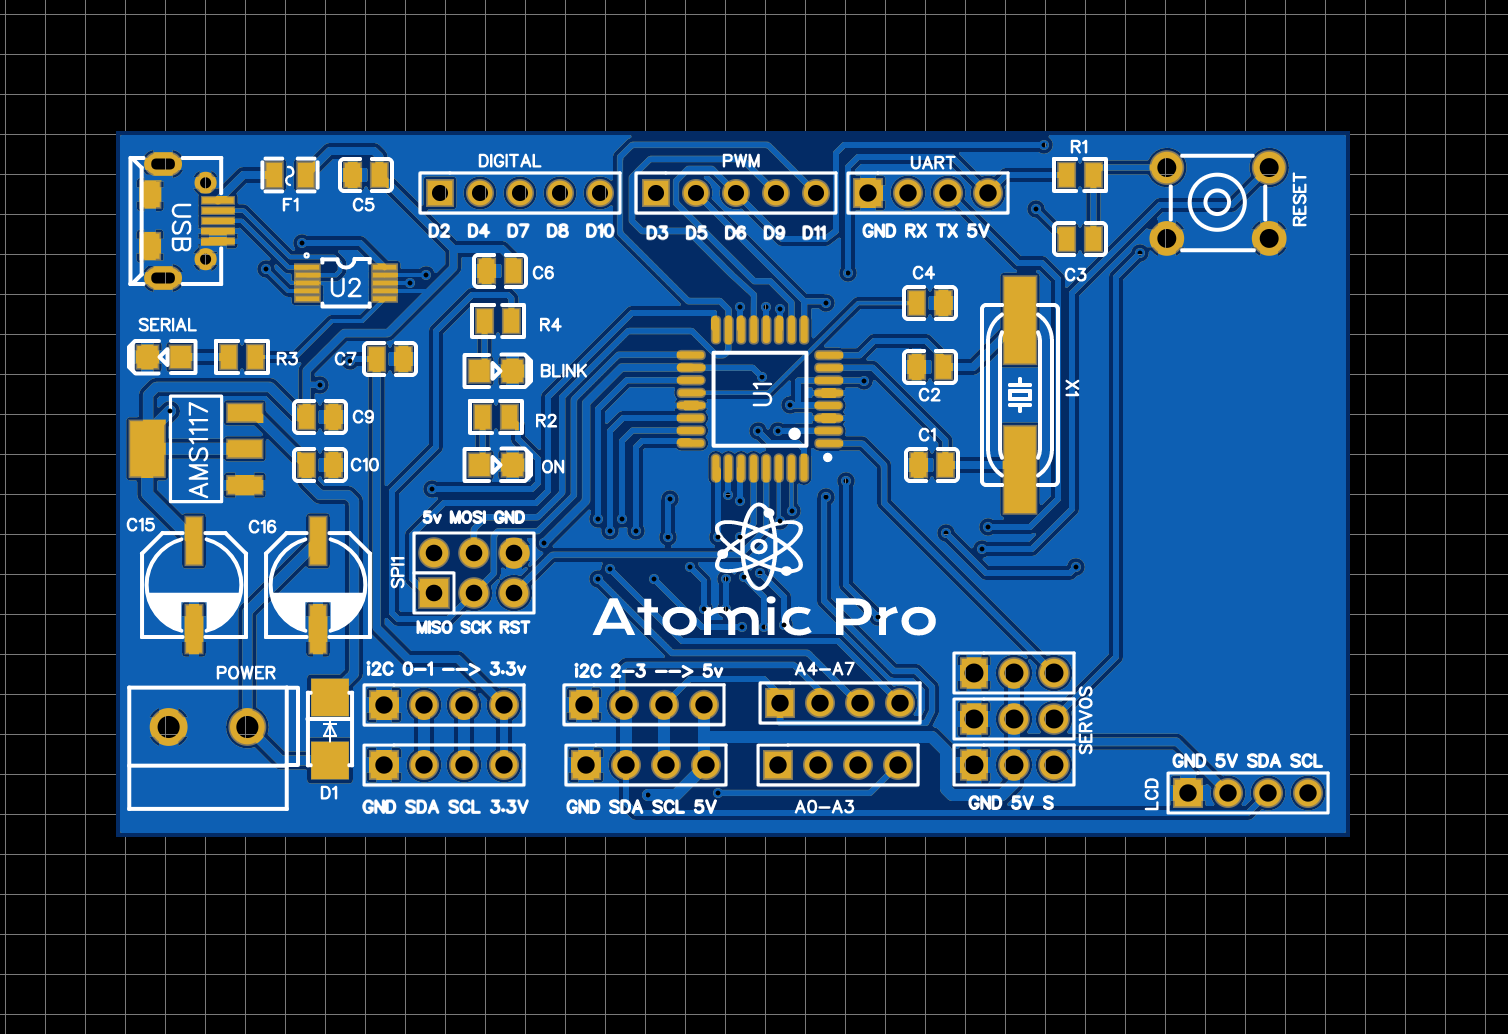 DIGITAL
PWM
UART
R1
F1
C5
D2 D4 D7 D8 D10
D3 D5 D6 D9 D11
GND RX TX 5V
RESET
USB
U2
C6
C4
C3
SERIAL
R3
C7
R4
BLINK
U1
C2
X1
AMS1117
C9
C10
R2
ON
C1
C15
C16
5v MOSI GND
SPI1
MISO SCK RST
Atomic Pro
POWER
i2C 0-1 --> 3.3v
i2C 2-3 --> 5v
A4-A7
SERVOS
D1
GND SDA SCL 3.3V
GND SDA SCL 5V
A0-A3
GND 5V S
LCD
GND 5V SDA SCL